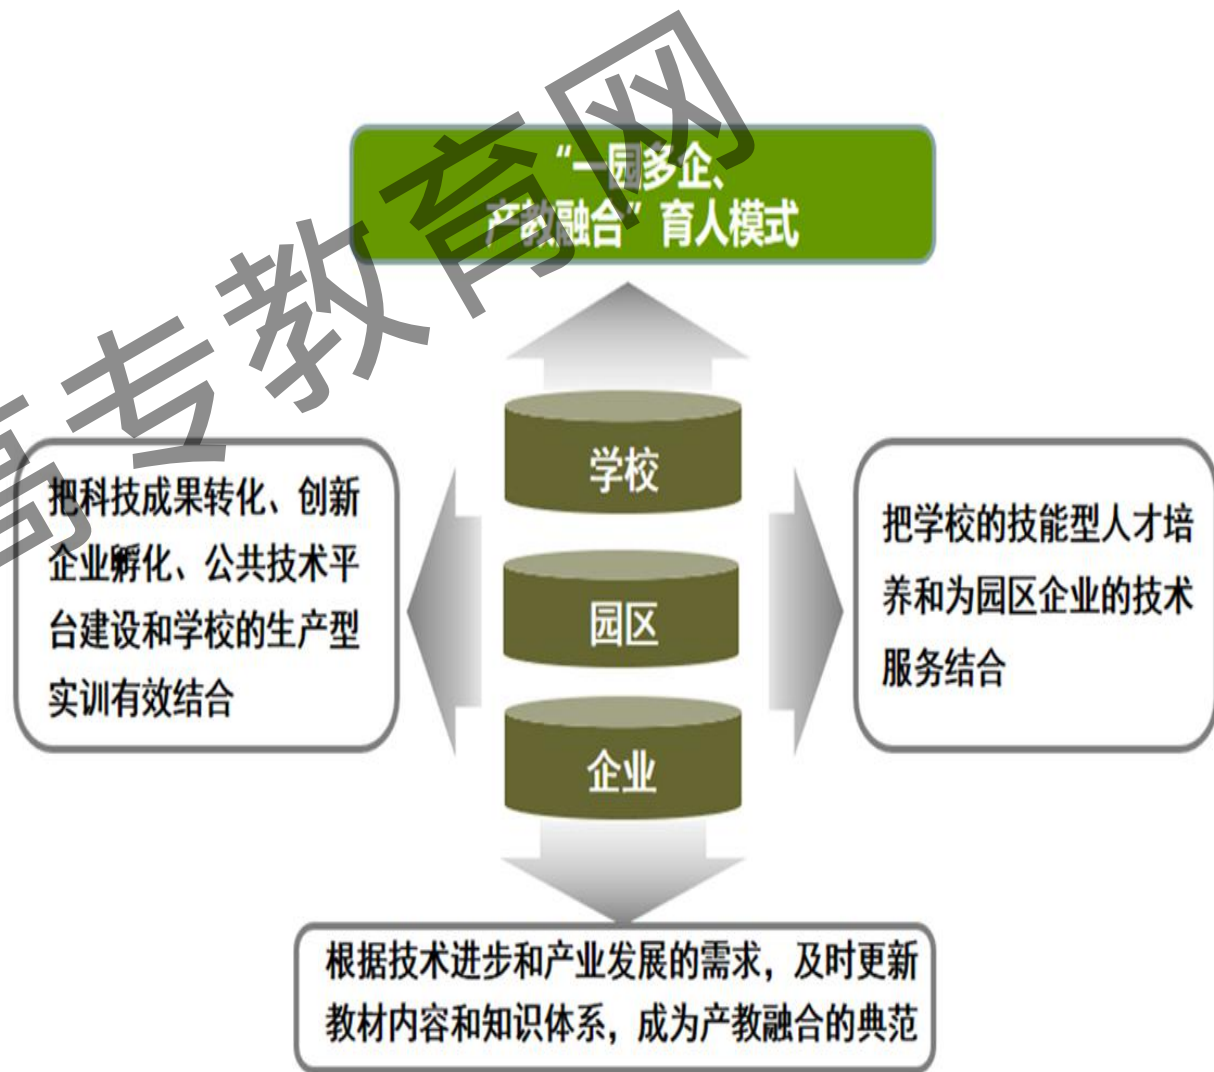 “一园多企、
产教融合”育人模式
学校
把科技成果转化、创新
企业孵化、公共技术平
台建设和学校的生产型
实训有效结合
园区
把学校的技能型人才培
养和为园区企业的技术
服务结合
企业
根据技术进步和产业发展的需求，及时更新
教材内容和知识体系，成为产教融合的典范
高专教育网